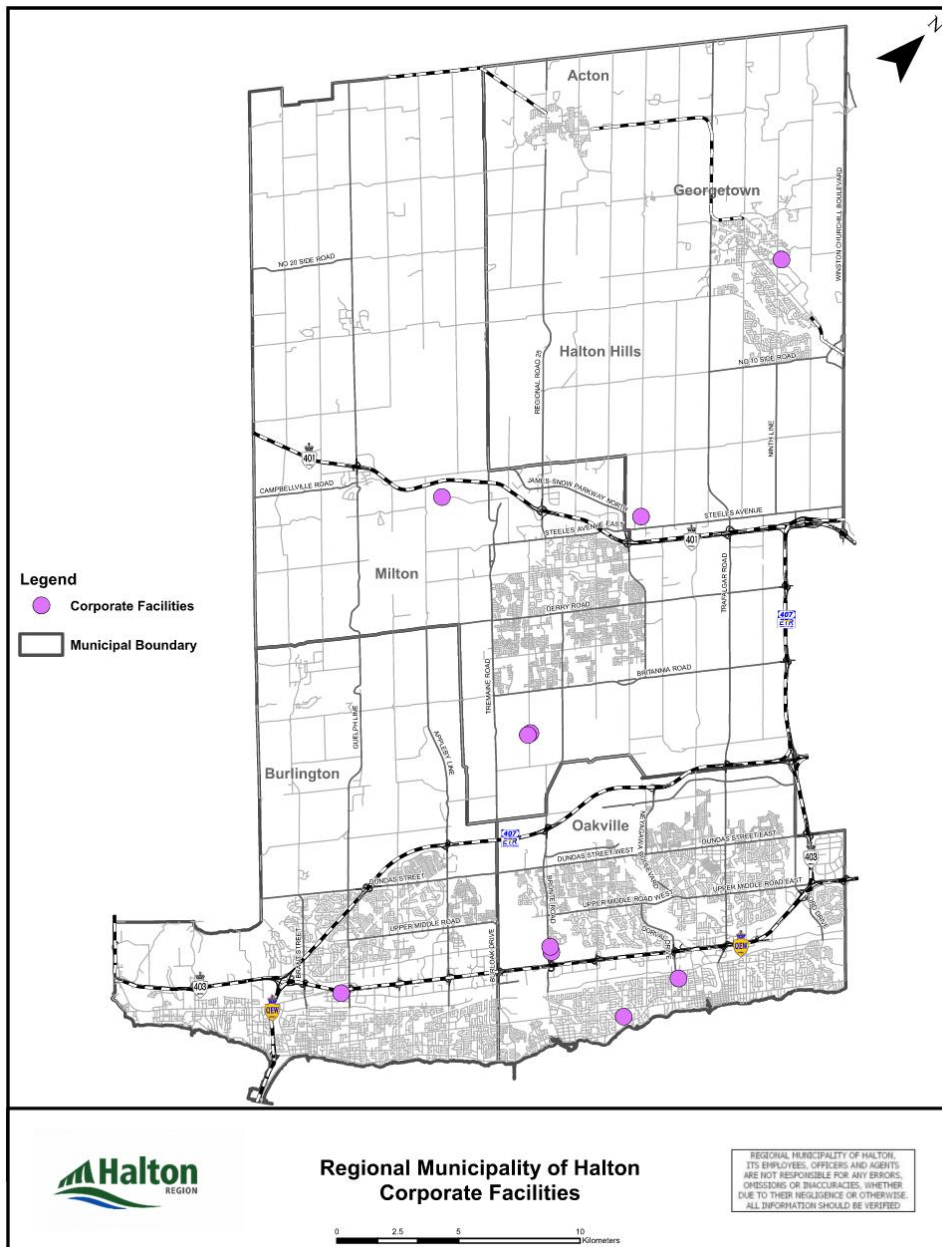 N
Acton
Georgetown
WINSTON CHURCHILL BOULEVARD
NO 20 SIDE ROAD
REGIONAL ROAD 25
Halton Hills
NO 10 SIDE ROAD
NINTH LINE
401
CAMPBELLVILLE ROAD
JAMES SNOW PARKWAY NORTH
STEELES AVENUE
STEELES AVENUE EAST
401
Milton
TRAFALGAR ROAD
Legend
Corporate Facilities
Municipal Boundary
DERRY ROAD
407
ETR
BRITANNIA ROAD
TREMAINE ROAD
GUELPH LINE
APPLEBY LINE
Burlington
Oakville
407
ETR
NEYAGAWA BOULEVARD
DUNDAS STREET EAST
DUNDAS STREET WEST
403
DUNDAS STREET
BRONTE ROAD
UPPER MIDDLE ROAD EAST
UPPER MIDDLE ROAD WEST
FORD DRIVE
UPPER MIDDLE ROAD
BRANT STREET
BURLOAK DRIVE
DORVAL DRIVE
QEW
403
QEW
Halton
REGION
Regional Municipality of Halton
Corporate Facilities
0 2.5 5 10
Kilometers
REGIONAL MUNICIPALITY OF HALTON,
ITS EMPLOYEES, OFFICERS AND AGENTS
ARE NOT RESPONSIBLE FOR ANY ERRORS,
OMISSIONS OR INACCURACIES, WHETHER
DUE TO THEIR NEGLIGENCE OR OTHERWISE.
ALL INFORMATION SHOULD BE VERIFIED